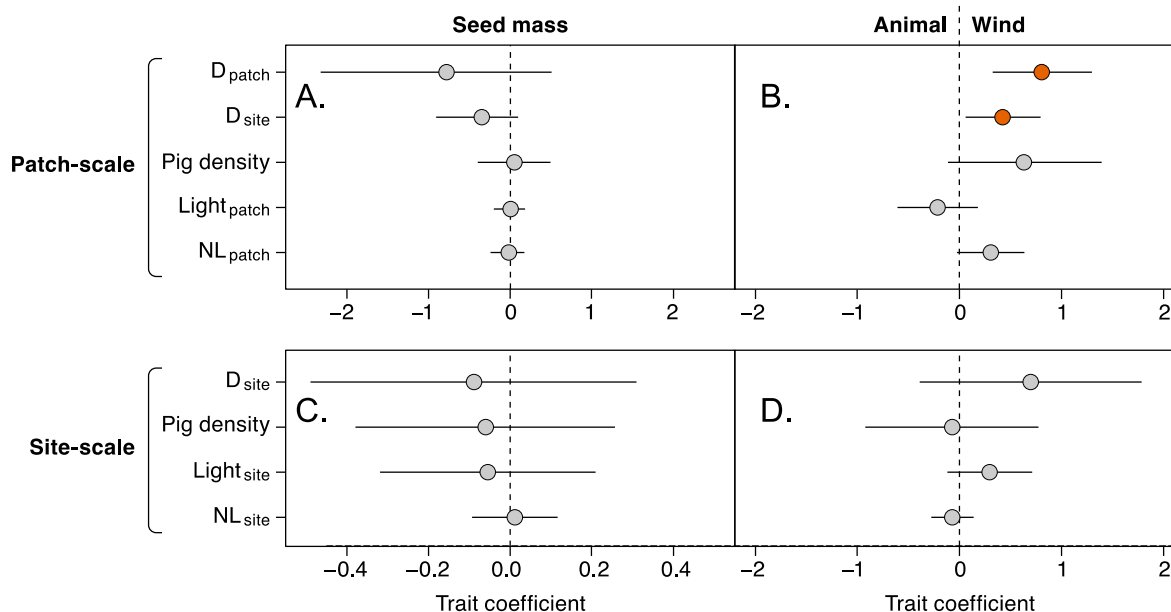 Seed mass
Animal Wind
Patch-scale
D patch
D site
Pig density
Light patch
NL patch
A.
B.
−2 −1 0 1 2
−2 −1 0 1 2
Site-scale
D site
Pig density
Light site
NL site
C.
D.
−0.4 −0.2 0.0 0.2 0.4
−2 −1 0 1 2
Trait coefficient
Trait coefficient